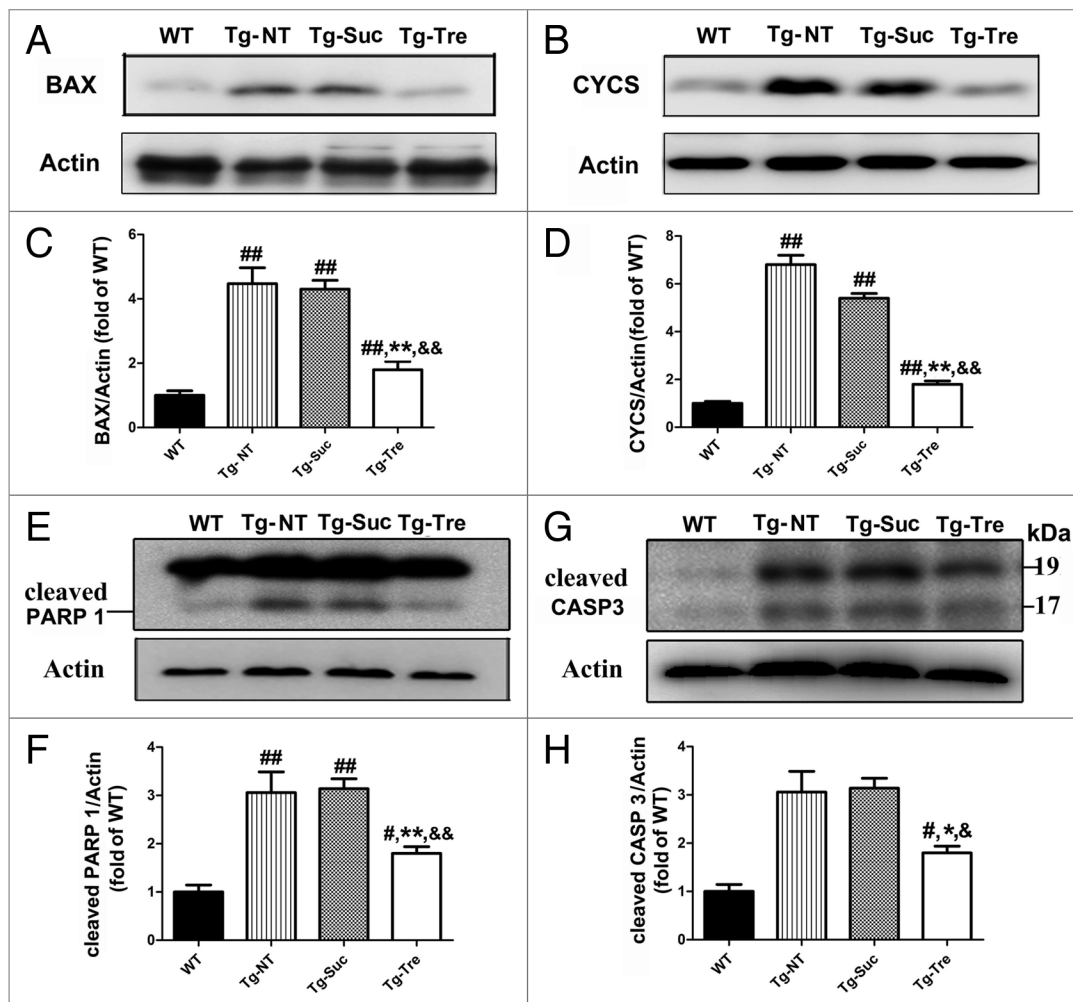 A
WT Tg-NT Tg-Suc Tg-Tre
BAX
Actin
B
WT Tg-NT Tg-Suc Tg-Tre
CYCS
Actin
C
BAX/Actin (fold of WT)
6
4
2
0
##
##
##,**,&&
WT
Tg-NT
Tg-Suc
Tg-Tre
D
CYCS/Actin(fold of WT)
8
6
4
2
0
##
##
##,**,&&
WT
Tg-NT
Tg-Suc
Tg-Tre
E
WT Tg-NT Tg-Suc Tg-Tre
cleaved
PARP 1
Actin
G
WT Tg-NT Tg-Suc Tg-Tre kDa
cleaved
CASP3
19
17
Actin
F
cleaved PARP 1/Actin
(fold of WT)
4
3
2
1
0
##
##
#,**,&&
WT
Tg-NT
Tg-Suc
Tg-Tre
H
cleaved CASP 3/Actin
(fold of WT)
4
3
2
1
0
#,*,&
WT
Tg-NT
Tg-Suc
Tg-Tre